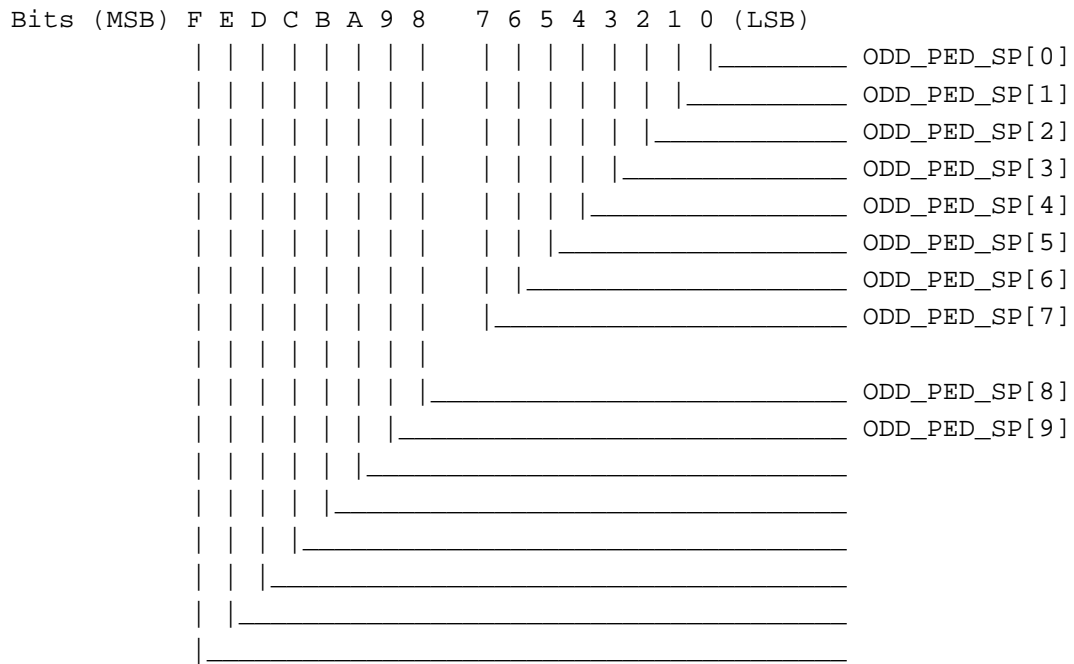 Bits (MSB) F E D C B A 9 8 7 6 5 4 3 2 1 0 (LSB)
ODD_PED_SP[0]
ODD_PED_SP[1]
ODD_PED_SP[2]
ODD_PED_SP[3]
ODD_PED_SP[4]
ODD_PED_SP[5]
ODD_PED_SP[6]
ODD_PED_SP[7]
ODD_PED_SP[8]
ODD_PED_SP[9]